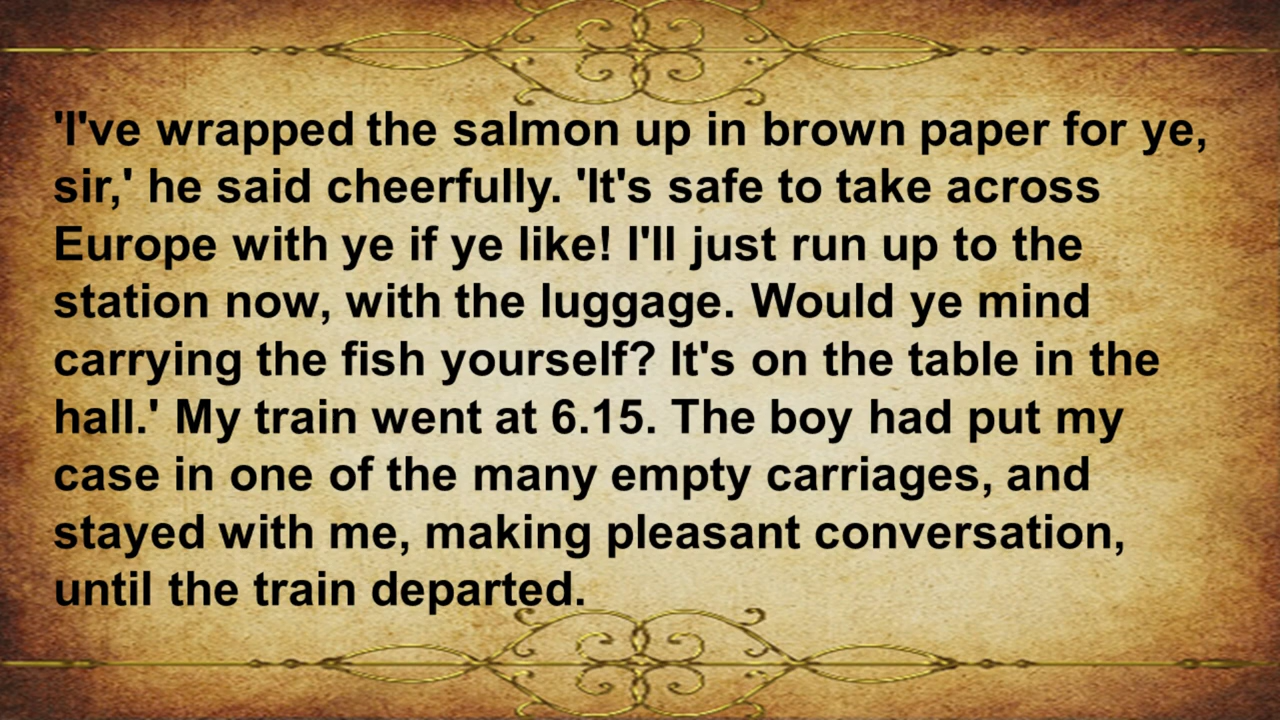 'I've wrapped the salmon up in brown paper for ye,
sir,' he said cheerfully. 'It's safe to take across
Europe with ye if ye like! I'll just run up to the
station now, with the luggage. Would ye mind
carrying the fish yourself? It's on the table in the
hall.' My train went at 6.15. The boy had put my
case in one of the many empty carriages, and
stayed with me, making pleasant conversation,
until the train departed.